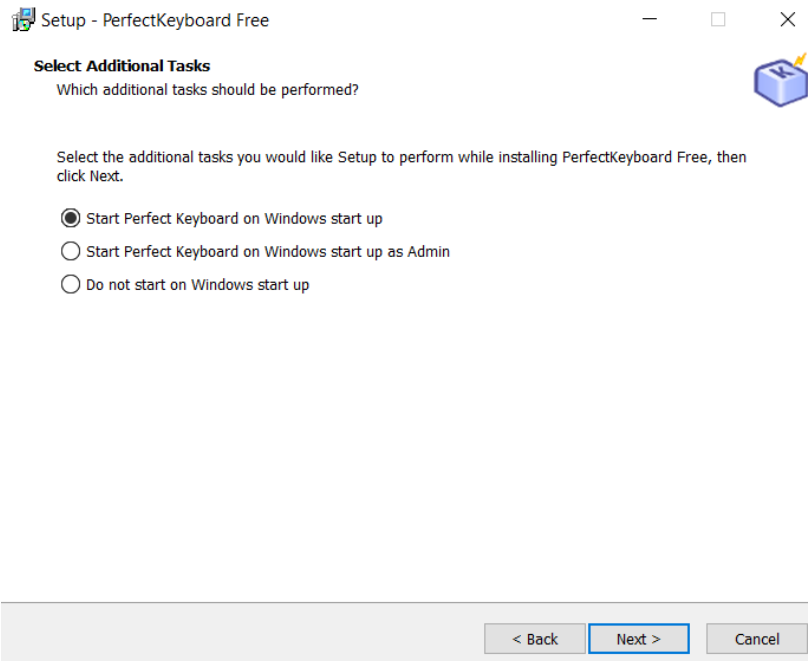 Setup - PerfectKeyboard Free
Select Additional Tasks
Which additional tasks should be performed?
K
Select the additional tasks you would like Setup to perform while installing PerfectKeyboard Free, then
click Next.
Start Perfect Keyboard on Windows start up
Start Perfect Keyboard on Windows start up as Admin
Do not start on Windows start up
< Back Next > Cancel